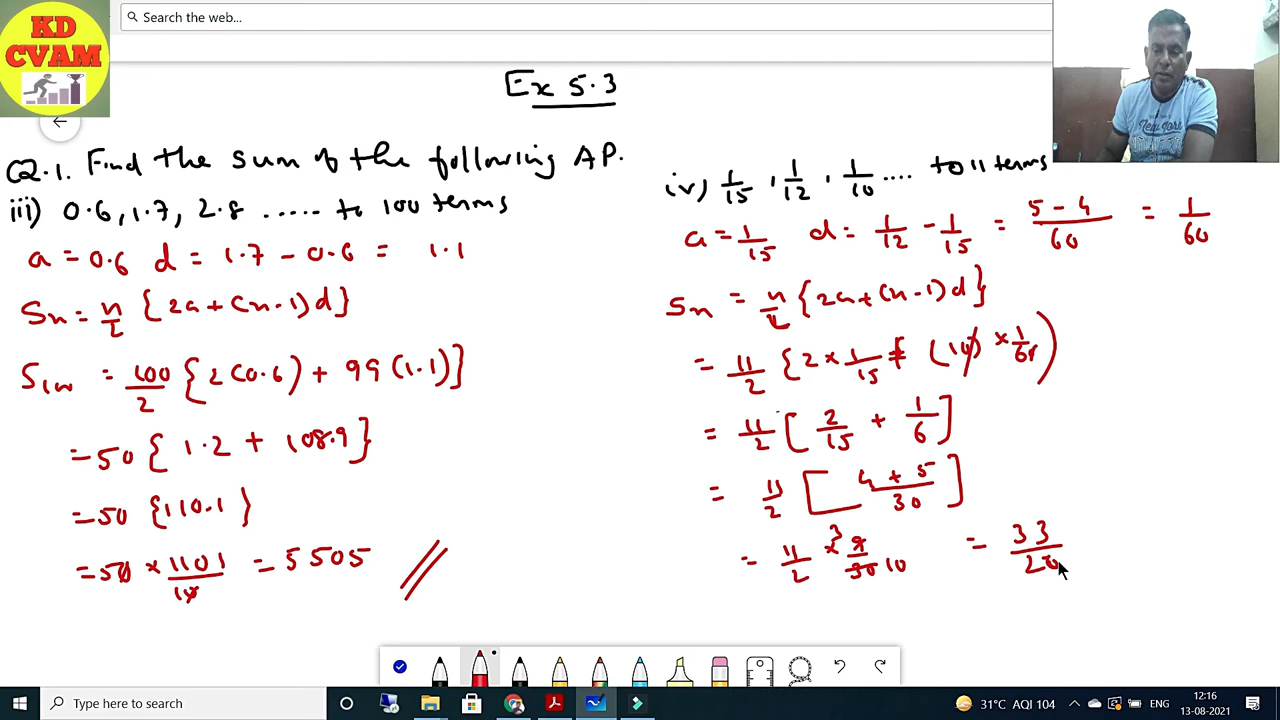 KD
CVAM
Search the web...
Ex 5.3
Q.1. Find the sum of the following AP.
iii) 0.6, 1.7, 2.8 ..... to 100 terms
a = 0.6 d = 1.7 - 0.6 = 1.1
Sn = n/2 {2a + (n-1)d}
S100 = 100/2 {2(0.6) + 99(1.1)}
= 50 {1.2 + 108.9}
= 50 {110.1}
= 50 × 1101/10 = 5505
iv) 1/15, 1/12, 1/10 .... to 11 terms
a = 1/15 d = 1/12 - 1/15 = 5-4/60 = 1/60
Sn = n/2 {2a + (n-1)d}
= 11/2 {2 × 1/15 + (10) × 1/60)
= 11/2 [2/15 + 1/6]
= 11/2 [4+5/30]
= 11/2 × 3 9/30 10 = 33/20
Type here to search
31°C AQI 104
ENG
12:16
13-08-2021